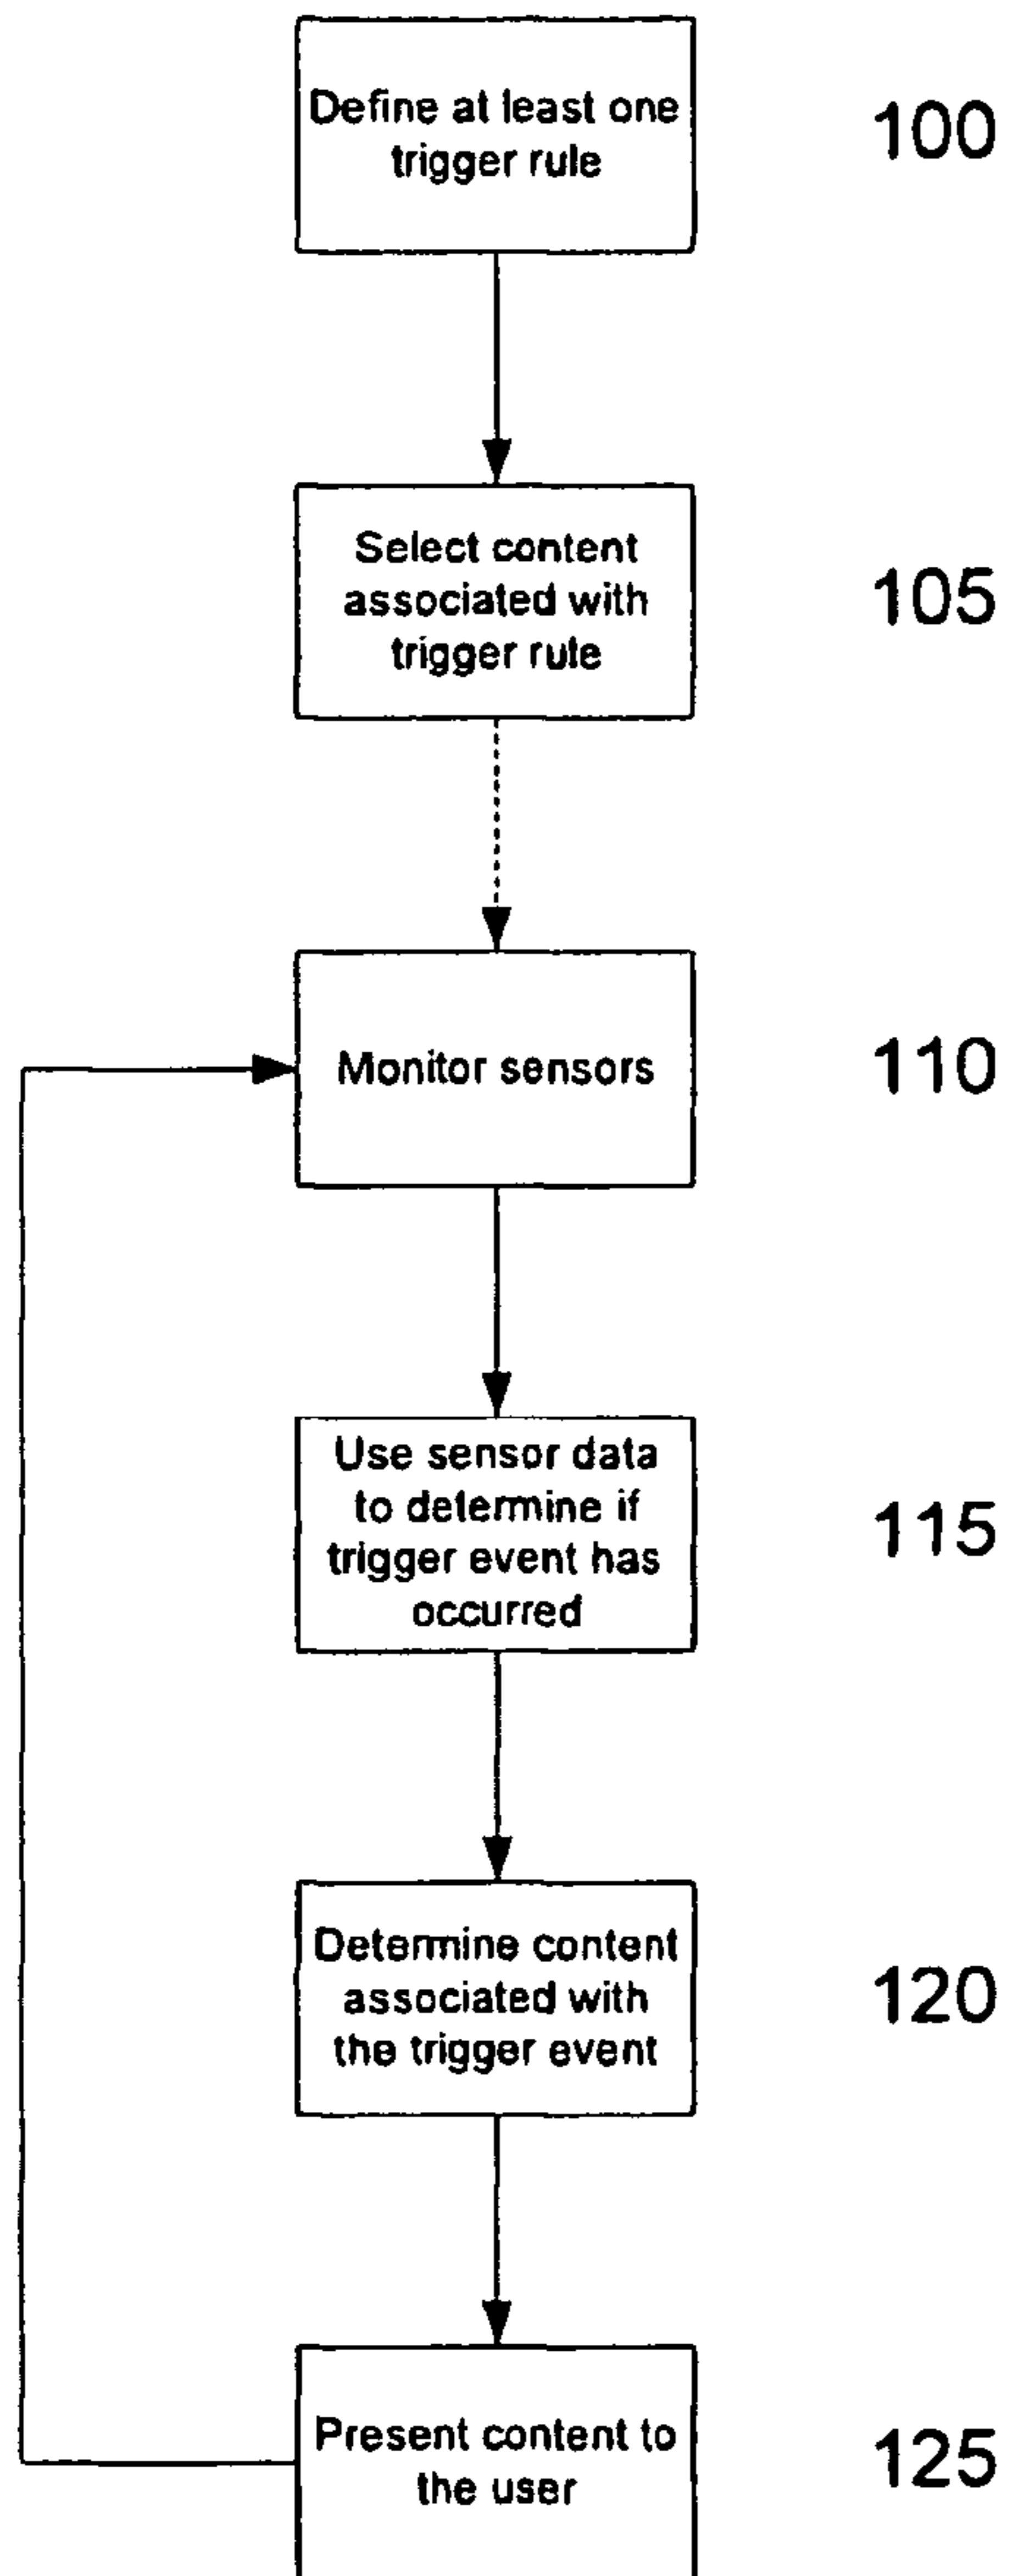 Define at least one
trigger rule
100
Select content
associated with
trigger rule
105
Monitor sensors
110
Use sensor data
to determine if
trigger event has
occurred
115
Determine content
associated with
the trigger event
120
Present content to
the user
125